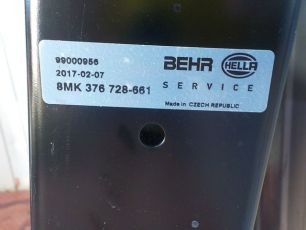 99000956
2017-02-07
8MK 376 728-661
BEHR HELLA
SERVICE
Made in CZECH REPUBLIC